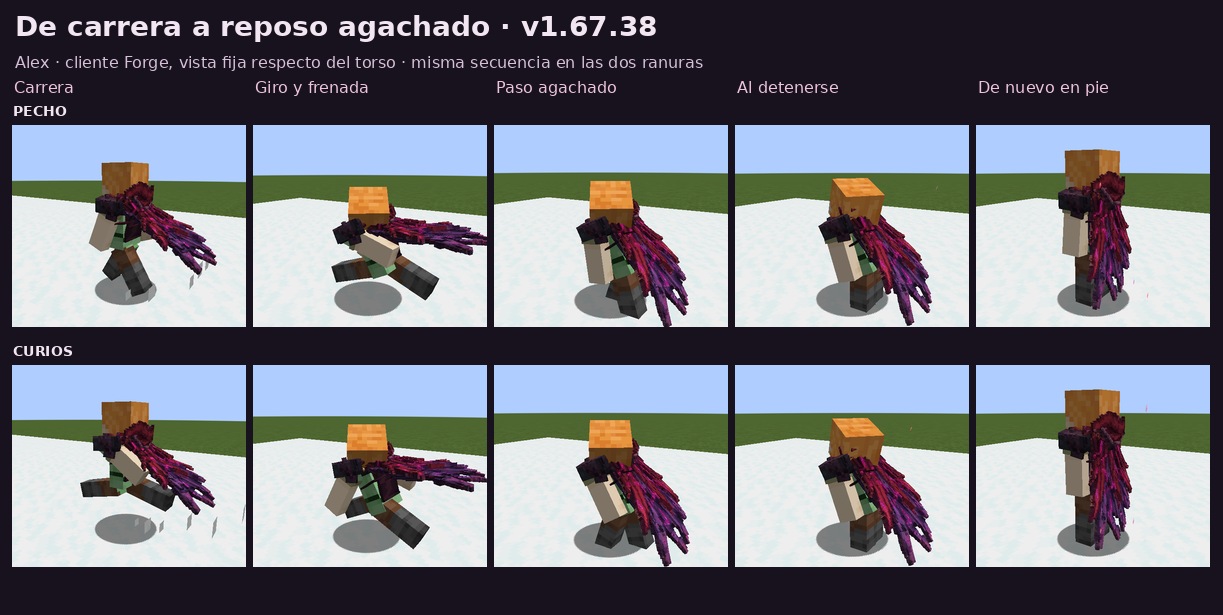 De carrera a reposo agachado · v1.67.38
Alex · cliente Forge, vista fija respecto del torso · misma secuencia en las dos ranuras
Carrera
Giro y frenada
Paso agachado
Al detenerse
De nuevo en pie
PECHO
CURIOS